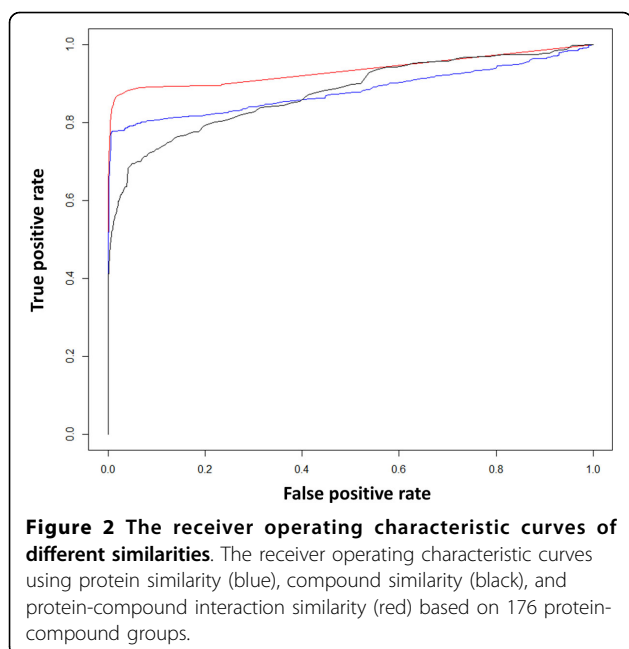 1.0
0.8
0.6
0.4
0.2
0.0
True positive rate
0.0 0.2 0.4 0.6 0.8 1.0
False positive rate
Figure 2 The receiver operating characteristic curves of
different similarities. The receiver operating characteristic curves
using protein similarity (blue), compound similarity (black), and
protein-compound interaction similarity (red) based on 176 protein-
compound groups.